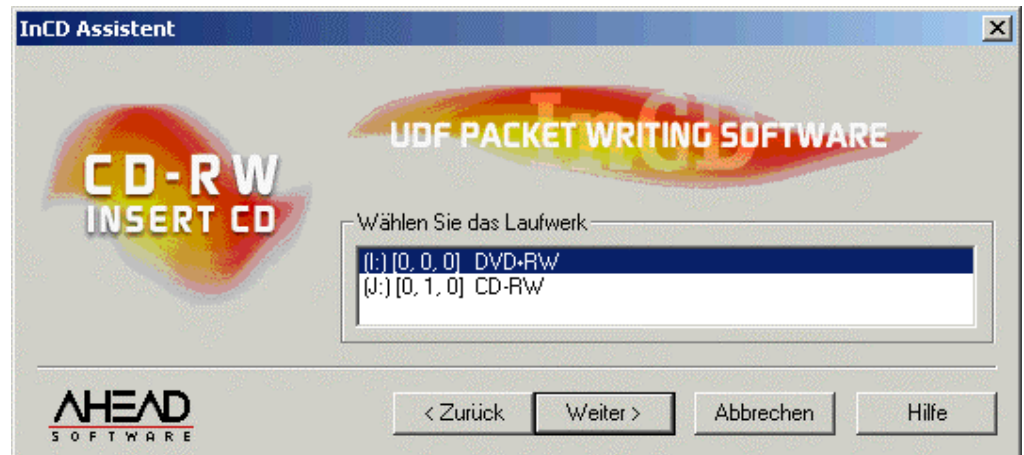 InCD Assistent
CD-RW
INSERT CD
InCD
UDF PACKET WRITING SOFTWARE
Wählen Sie das Laufwerk
(I:) [0, 0, 0] DVD+RW
(J:) [0, 1, 0] CD-RW
AHEAD
SOFTWARE
< Zurück
Weiter >
Abbrechen
Hilfe